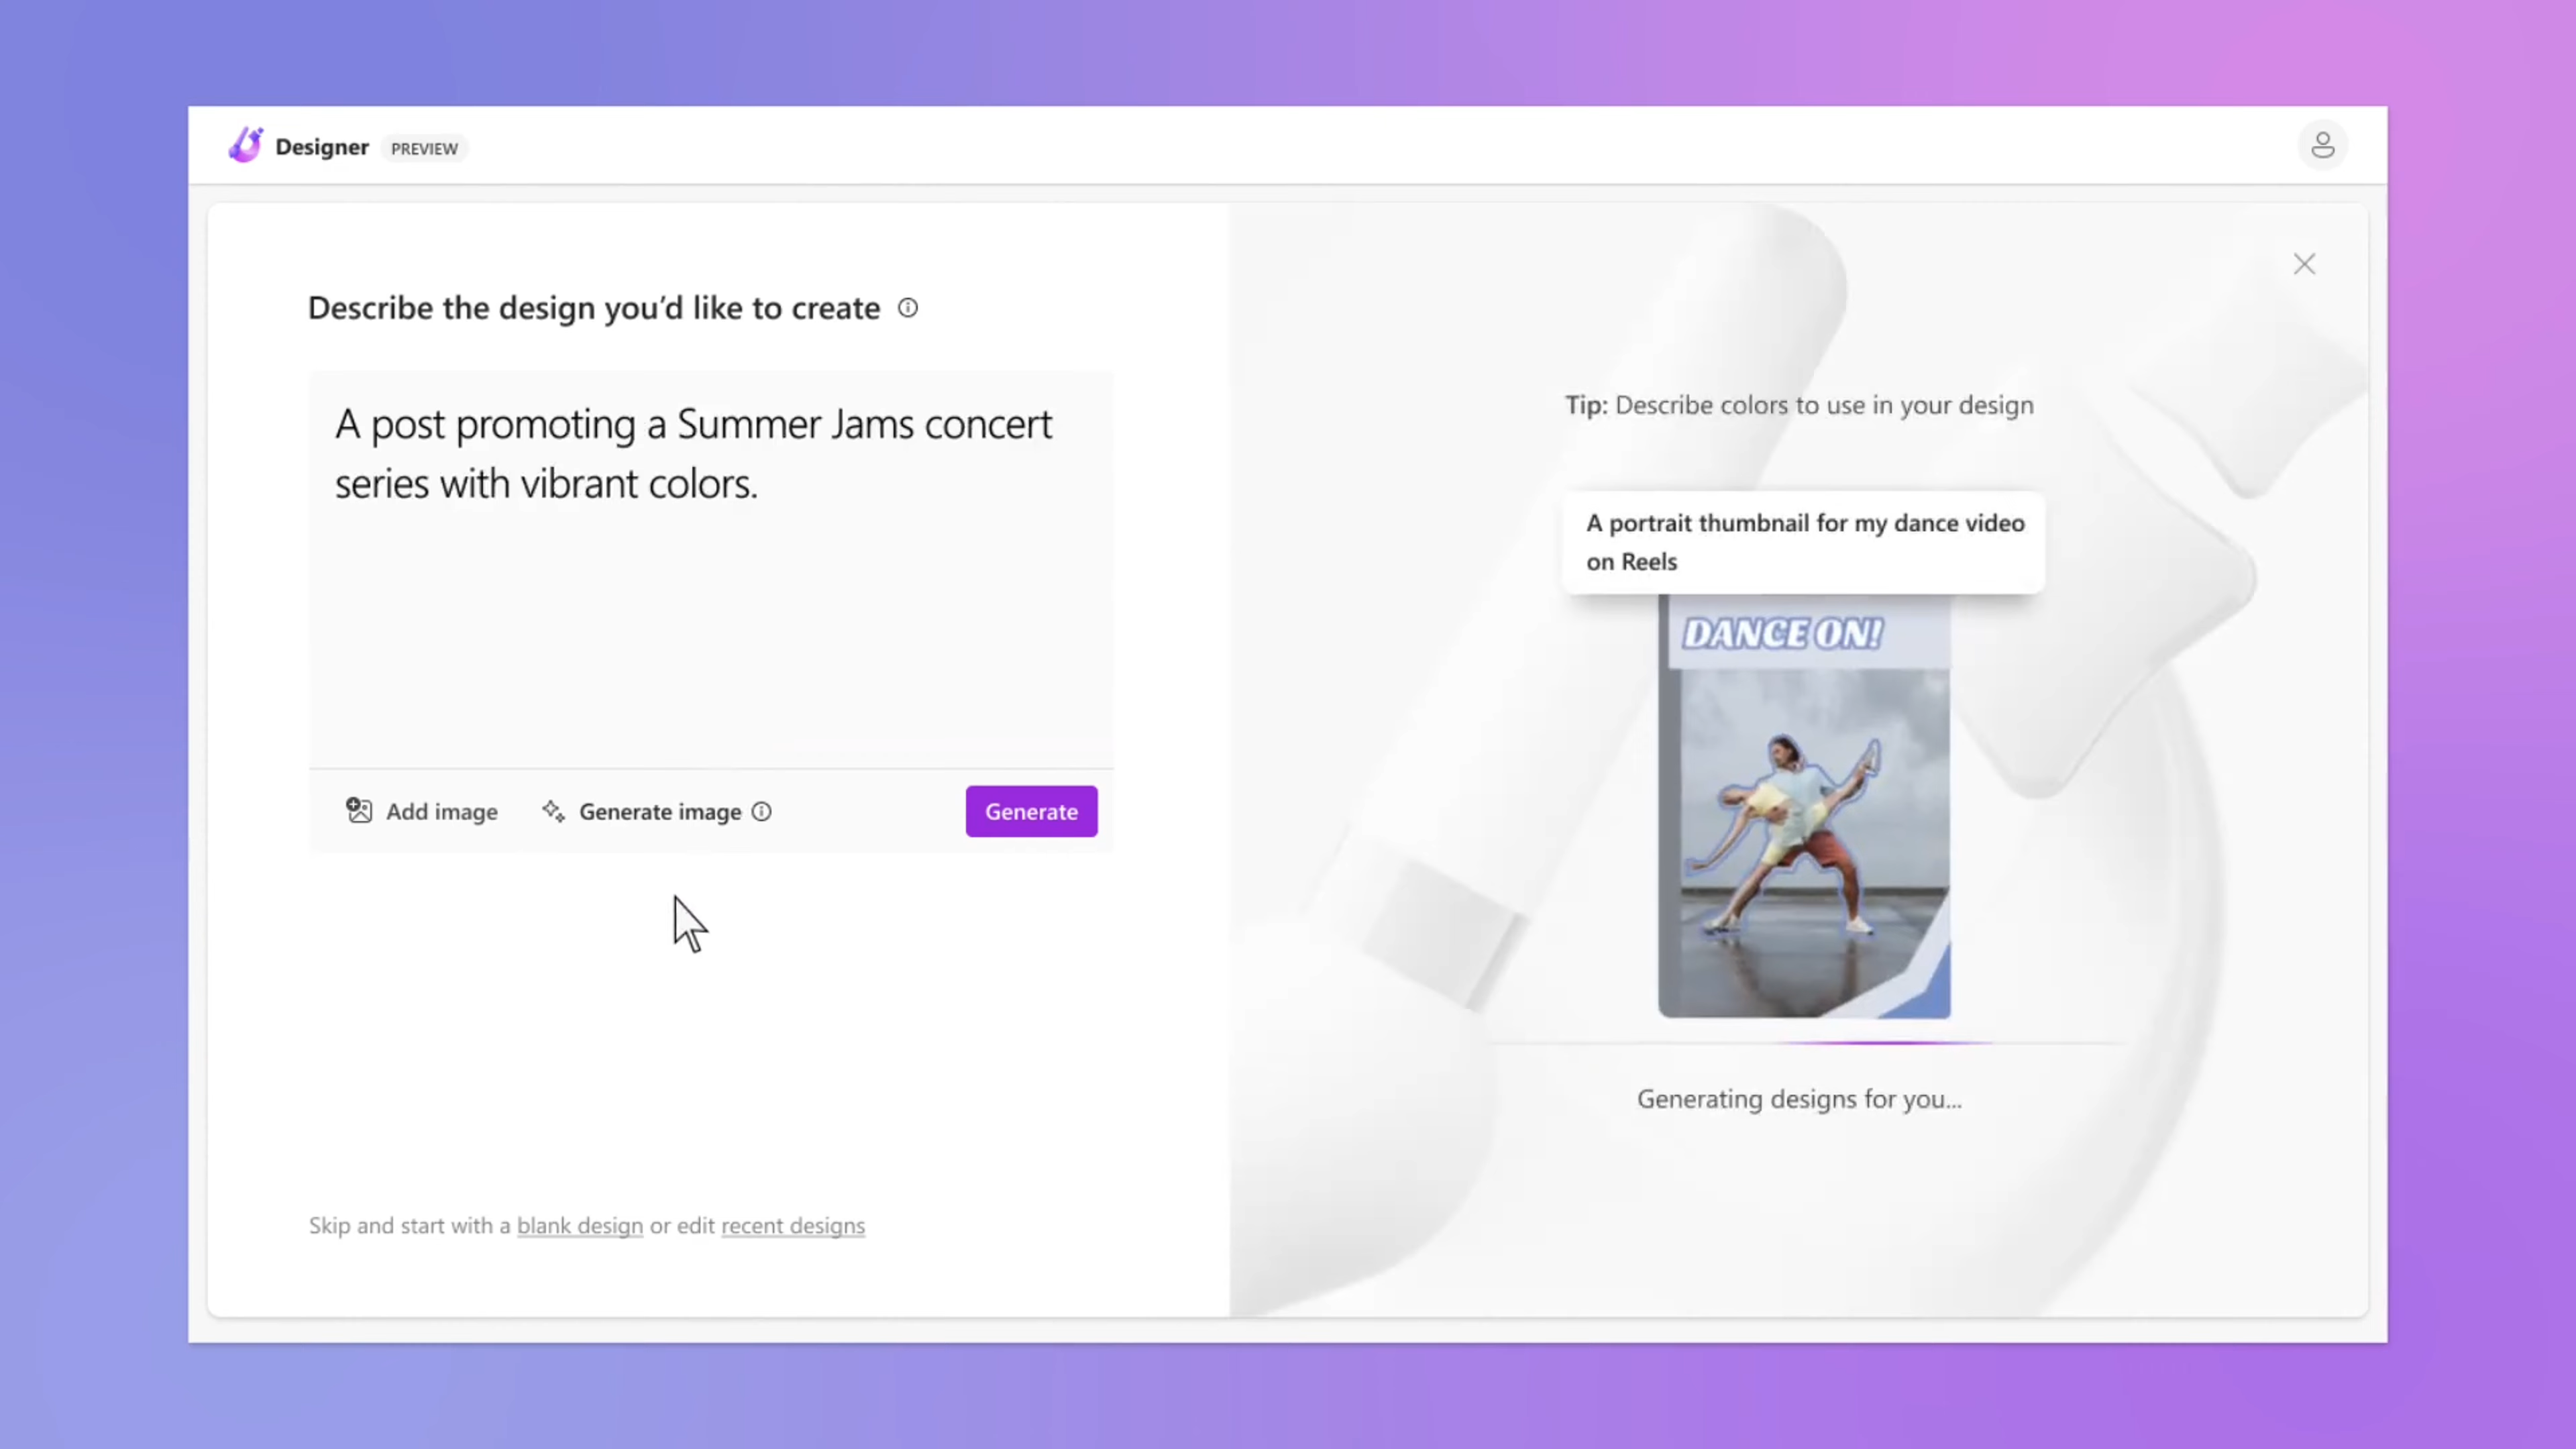 Designer PREVIEW
Describe the design you’d like to create
A post promoting a Summer Jams concert
series with vibrant colors.
Add image
Generate image
Generate
Skip and start with a blank design or edit recent designs
Tip: Describe colors to use in your design
A portrait thumbnail for my dance video
on Reels
DANCE ON!
Generating designs for you...